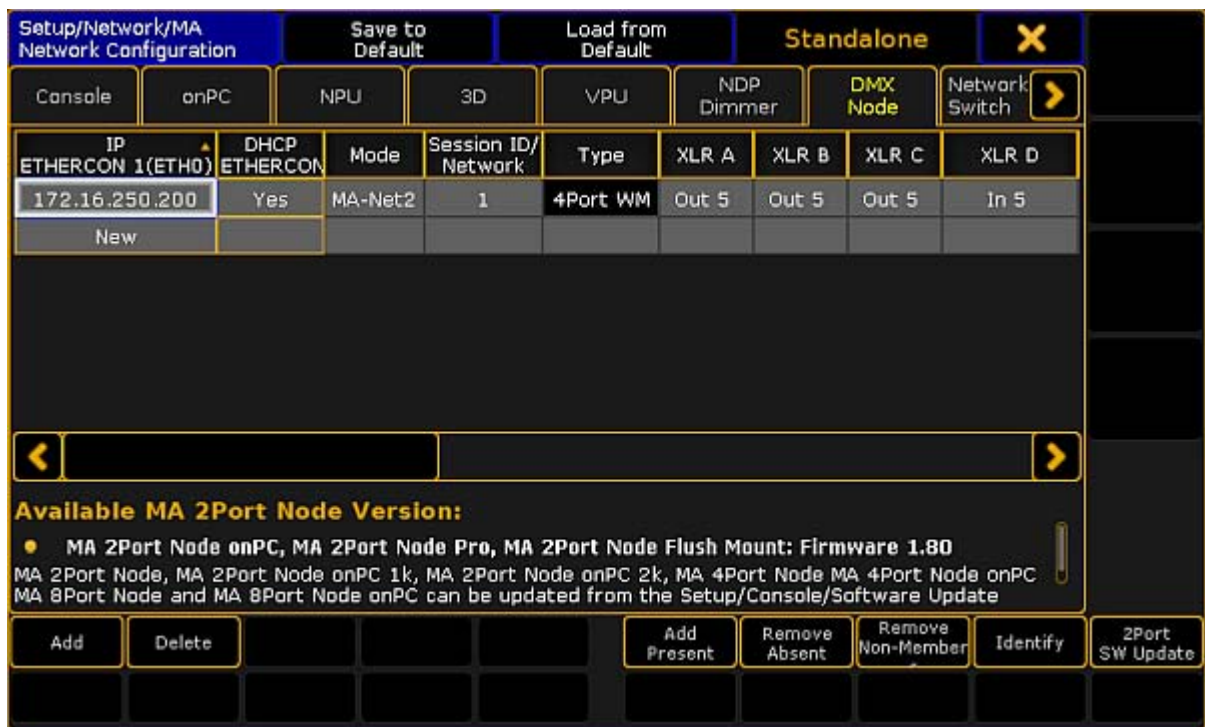 Setup/Network/MA
Network Configuration
Save to
Default
Load from
Default
Standalone
Console
onPC
NPU
3D
VPU
NDP
Dimmer
DMX
Node
Network
Switch
IP
ETHERCON 1(ETH0)
DHCP
ETHERCON
Mode
Session ID/
Network
Type
XLR A
XLR B
XLR C
XLR D
172.16.250.200
Yes
MA-Net2
1
4Port WM
Out 5
Out 5
Out 5
In 5
New
Available MA 2Port Node Version:
MA 2Port Node onPC, MA 2Port Node Pro, MA 2Port Node Flush Mount: Firmware 1.80
MA 2Port Node, MA 2Port Node onPC 1k, MA 2Port Node onPC 2k, MA 4Port Node MA 4Port Node onPC
MA 8Port Node and MA 8Port Node onPC can be updated from the Setup/Console/Software Update
Add
Delete
Add
Present
Remove
Absent
Remove
Non-Member
Identify
2Port
SW Update